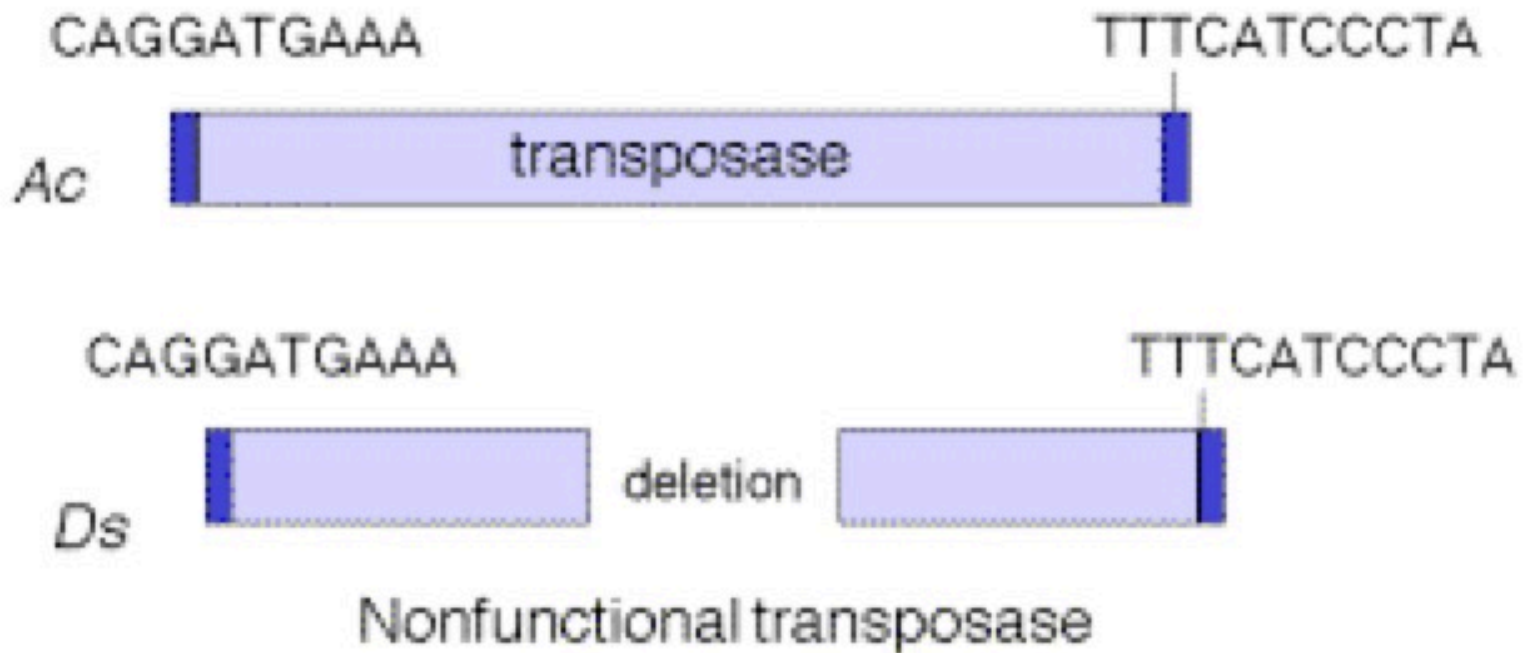 CAGGATGAAA TTTCATCCCTA
transposase
Ac
CAGGATGAAA TTTCATCCCTA
deletion
Ds
Nonfunctional transposase